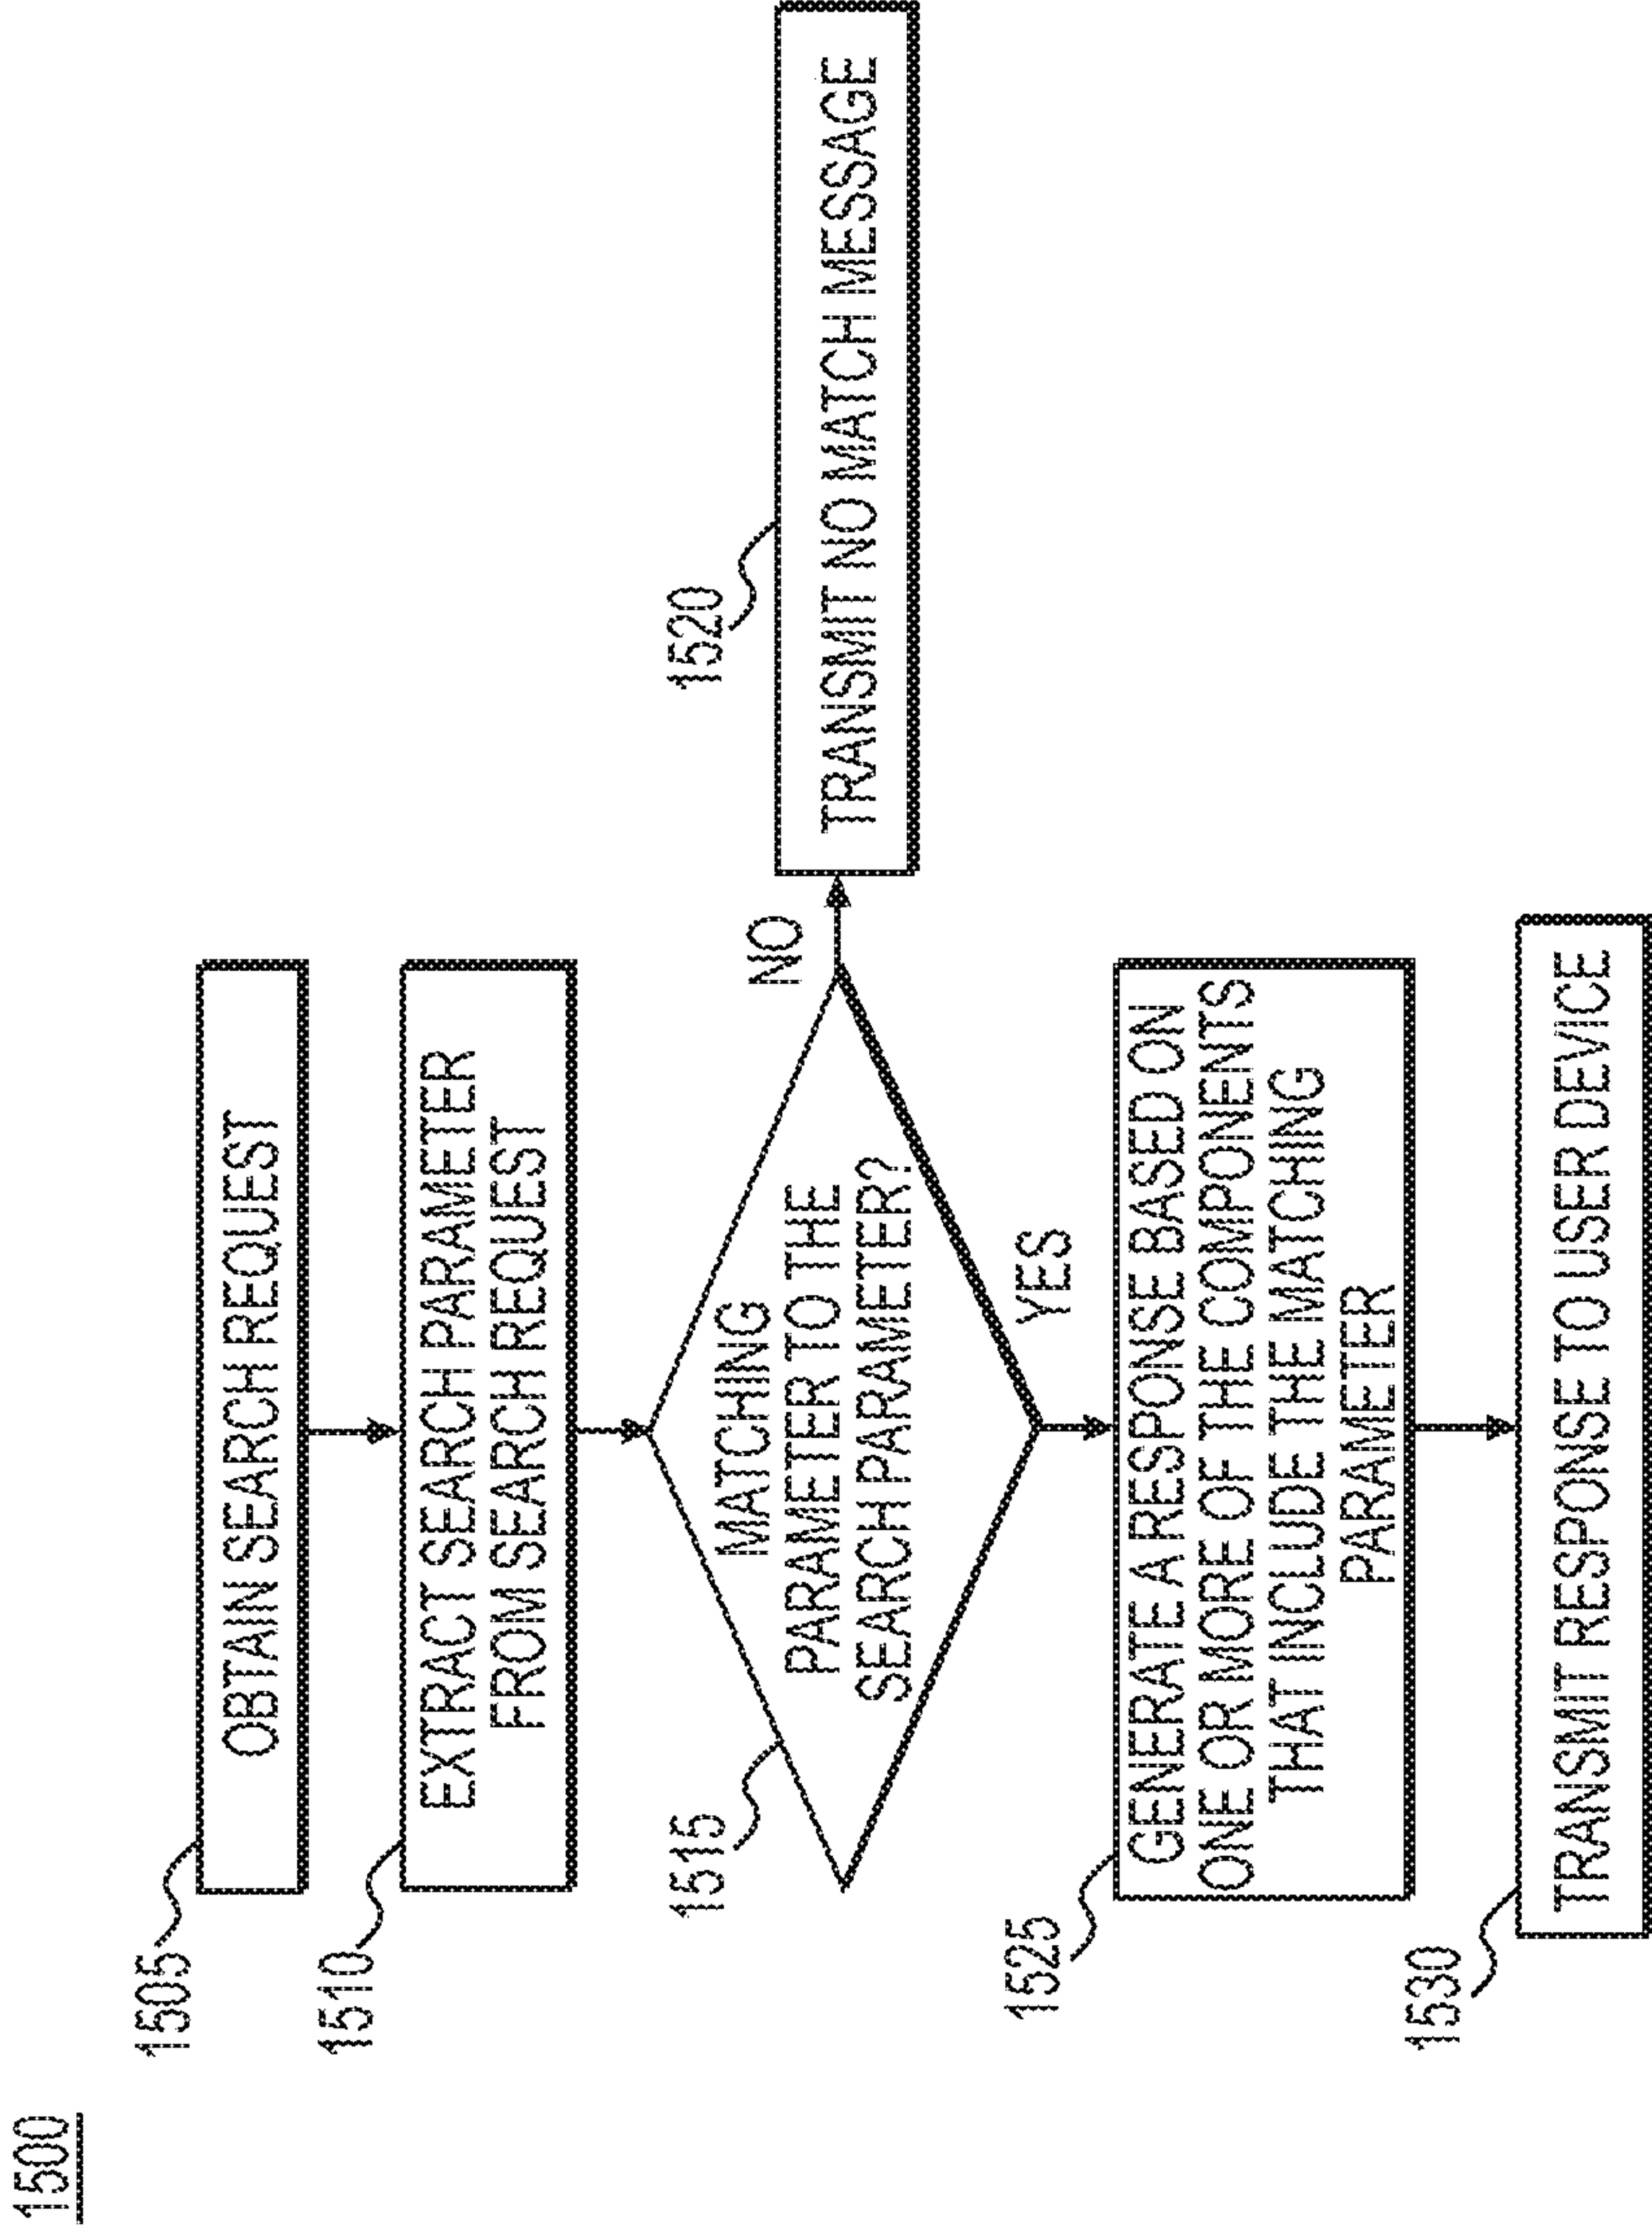 1500
1505
OBTAIN SEARCH REQUEST
1510
EXTRACT SEARCH PARAMETER
FROM SEARCH REQUEST
1515
MATCHING
PARAMETER TO THE
SEARCH PARAMETER?
NO
1520
TRANSMIT NO MATCH MESSAGE
YES
1525
GENERATE A RESPONSE BASED ON
ONE OR MORE OF THE COMPONENTS
THAT INCLUDE THE MATCHING
PARAMETER
1530
TRANSMIT RESPONSE TO USER DEVICE